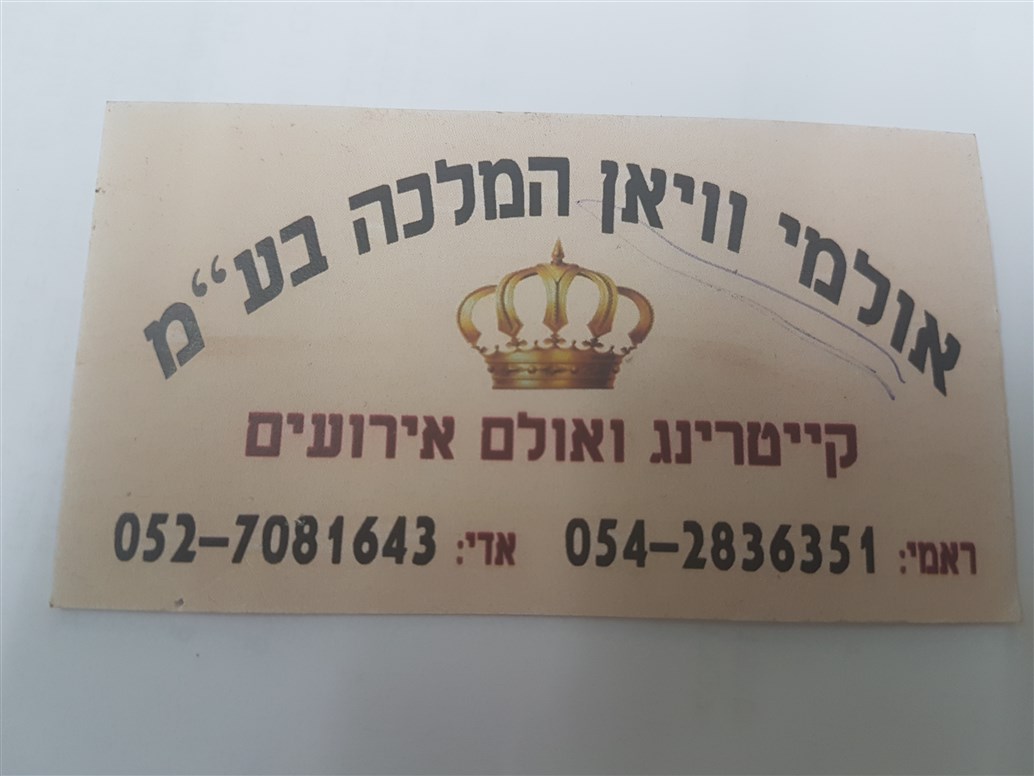 אולמי וויאן המלכה בע״מ
קייטרינג ואולם אירועים
ראמי: 054-2836351 אדי: 052-7081643